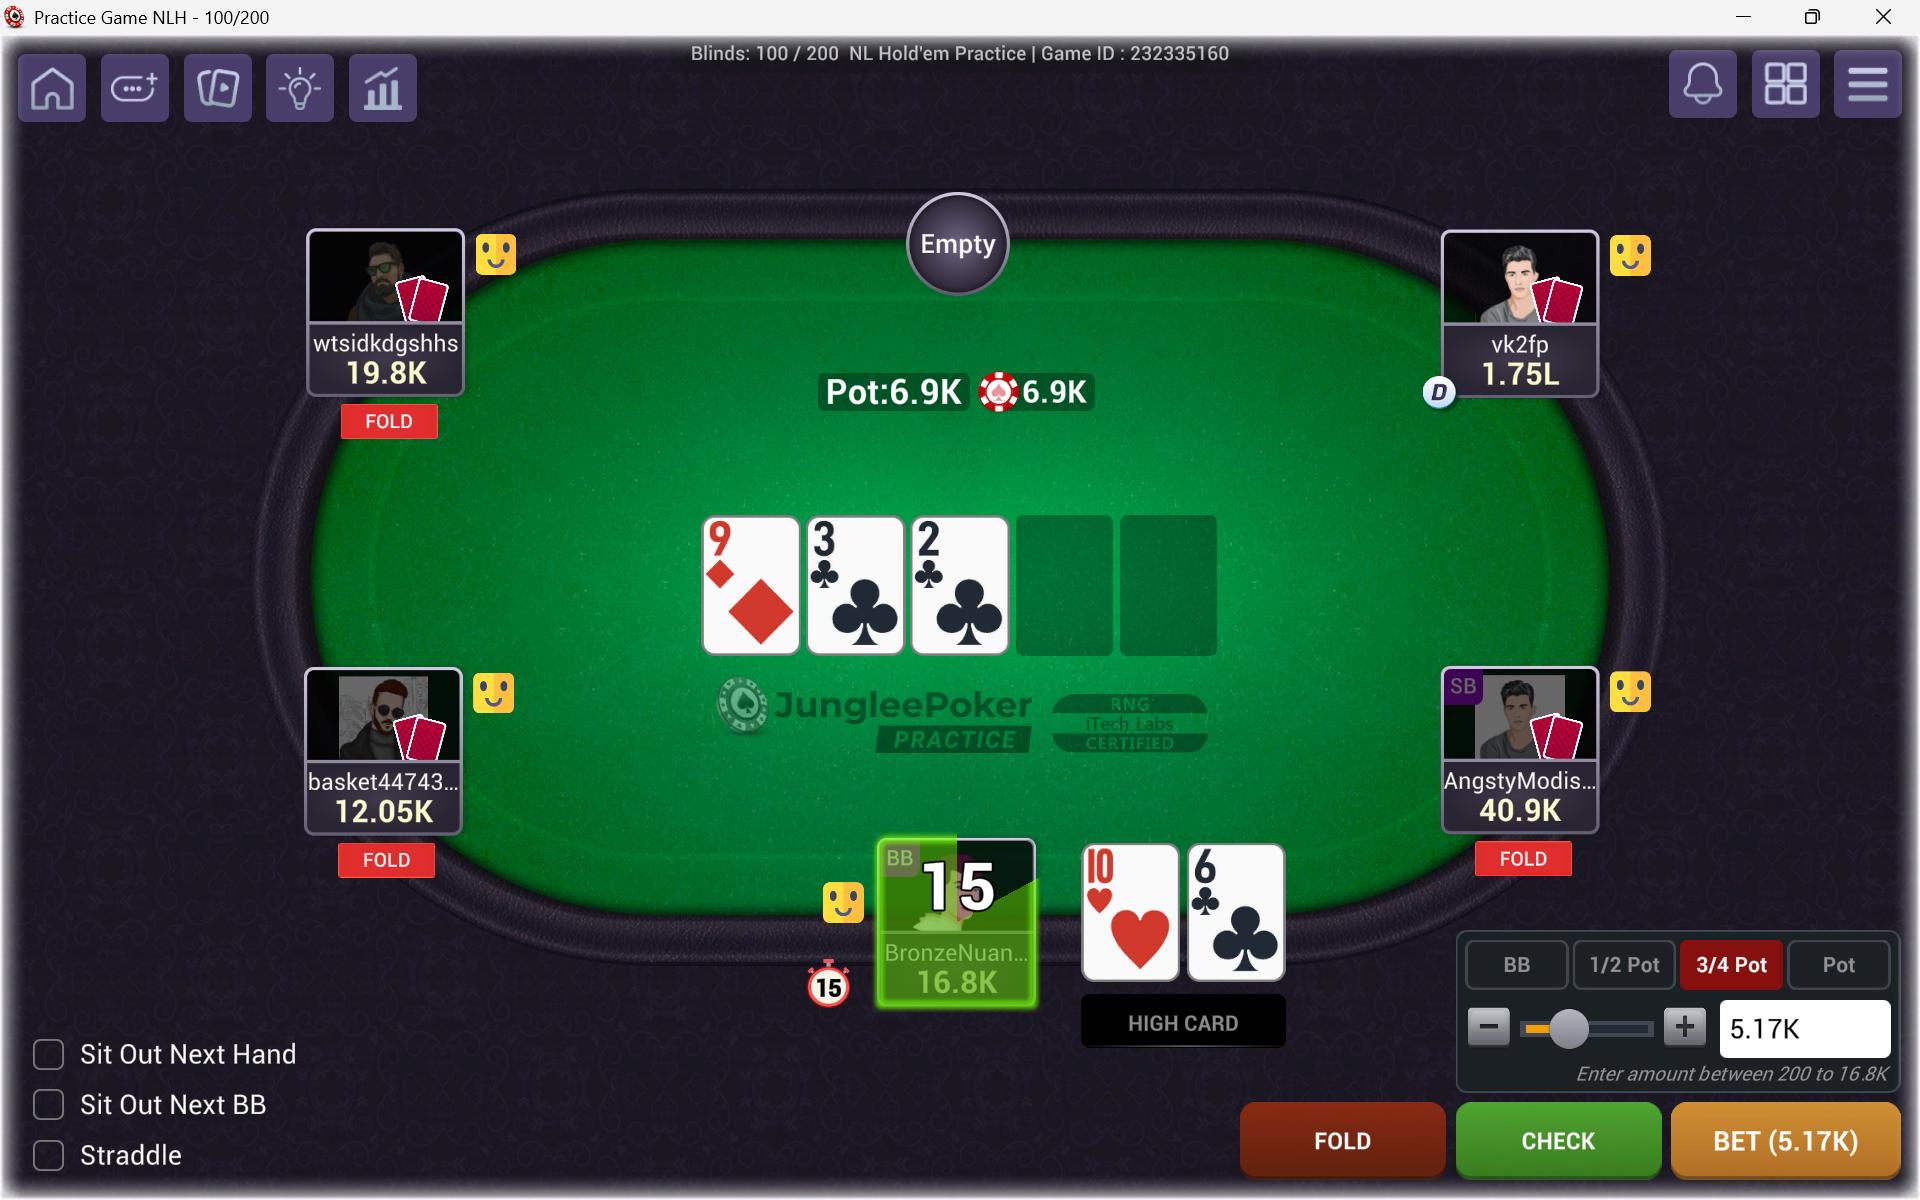 Practice Game NLH - 100/200
Blinds: 100 / 200 NL Hold'em Practice | Game ID : 232335160
Empty
wtsidkdgshhs
19.8K
FOLD
vk2fp
1.75L
D
Pot:6.9K 6.9K
9 3 2
JungleePoker
PRACTICE
RNG
iTech Labs
CERTIFIED
basket44743...
12.05K
FOLD
SB
AngstyModis...
40.9K
FOLD
BB
15
BronzeNuan...
16.8K
15
10 6
HIGH CARD
BB 1/2 Pot 3/4 Pot Pot
5.17K
Enter amount between 200 to 16.8K
Sit Out Next Hand
Sit Out Next BB
Straddle
FOLD CHECK BET (5.17K)